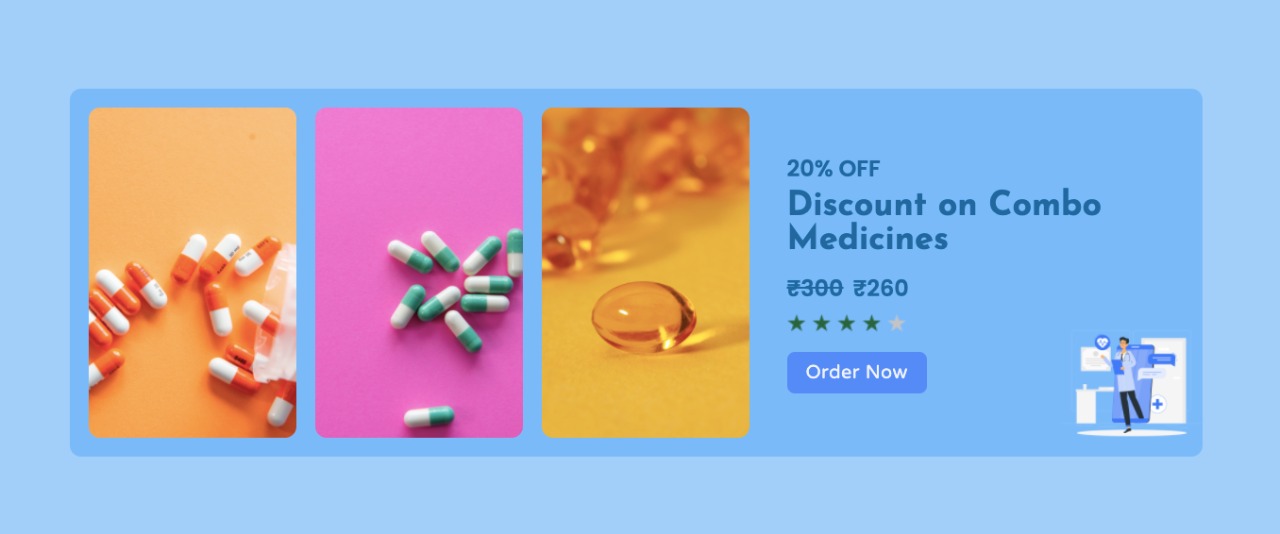 20% OFF
Discount on Combo
Medicines
₹300 ₹260
Order Now